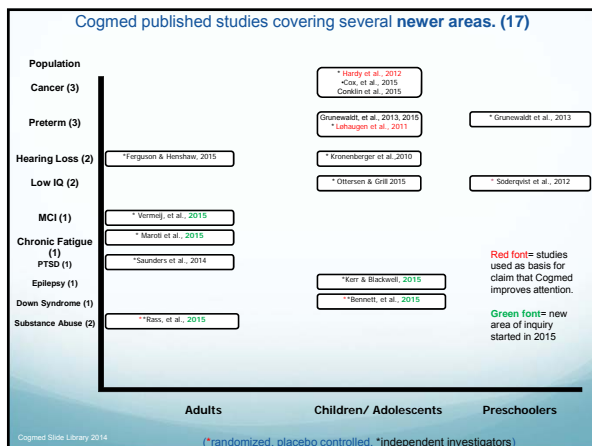 Cogmed published studies covering several newer areas. (17)
Population
Cancer (3)
* Hardy et al., 2012
•Cox, et al., 2015
Conklin et al., 2015
Preterm (3)
Grunewaldt, et al., 2013, 2015
* Løhaugen et al., 2011
* Grunewaldt et al., 2013
Hearing Loss (2)
*Ferguson & Henshaw, 2015
* Kronenberger et al.,2010
Low IQ (2)
* Ottersen & Grill 2015
* Söderqvist et al., 2012
MCI (1)
* Vermeij, et al., 2015
Chronic Fatigue
(1)
* Maroti et al., 2015
PTSD (1)
*Saunders et al., 2014
Epilepsy (1)
*Kerr & Blackwell, 2015
Down Syndrome (1)
**Bennett, et al., 2015
Substance Abuse (2)
**Rass, et al., 2015
Red font= studies
used as basis for
claim that Cogmed
improves attention.
Green font= new
area of inquiry
started in 2015
Adults
Children/ Adolescents
Preschoolers
Cogmed Slide Library 2014
(*randomized, placebo controlled, *independent investigators)